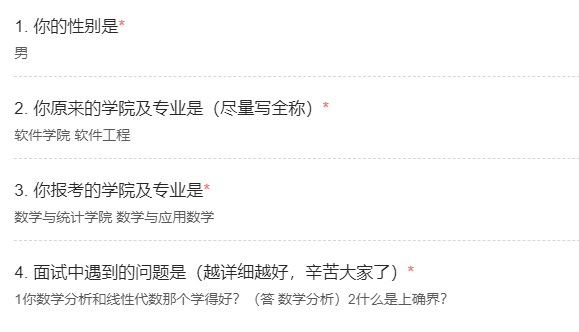 1. 你的性别是*
男
2. 你原来的学院及专业是（尽量写全称）*
软件学院 软件工程
3. 你报考的学院及专业是*
数学与统计学院 数学与应用数学
4. 面试中遇到的问题是（越详细越好，辛苦大家了）*
1你数学分析和线性代数那个学得好？（答 数学分析）2什么是上确界？